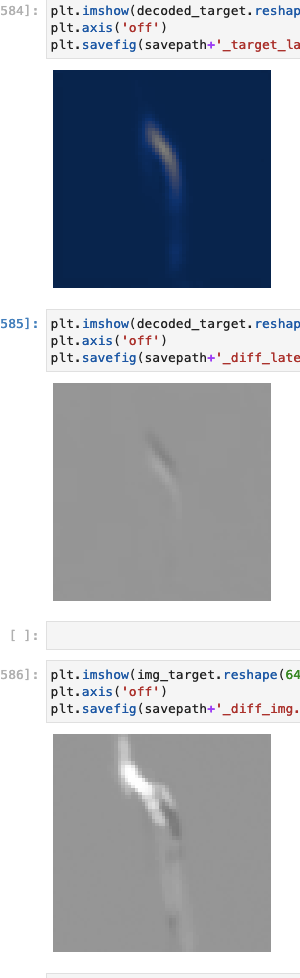 584]:
plt.imshow(decoded_target.reshap
plt.axis('off')
plt.savefig(savepath+'_target_la
585]:
plt.imshow(decoded_target.reshap
plt.axis('off')
plt.savefig(savepath+'_diff_late
[ ]:
586]:
plt.imshow(img_target.reshape(64
plt.axis('off')
plt.savefig(savepath+'_diff_img.